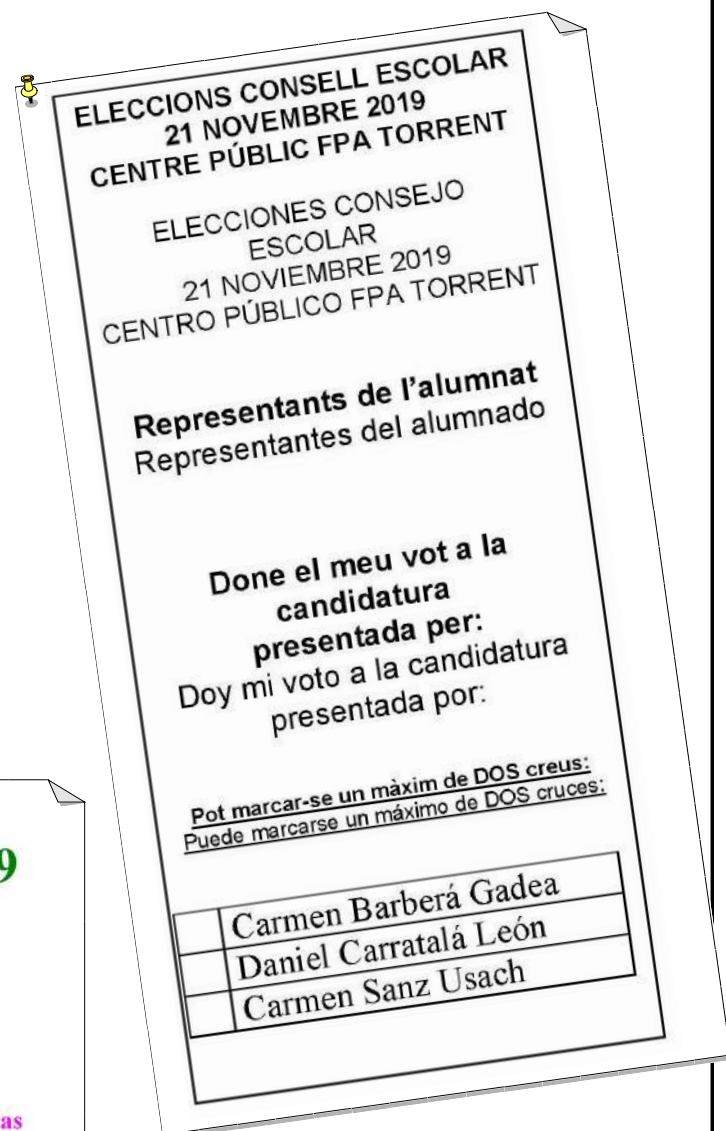 ELECCIONS CONSELL ESCOLAR
21 NOVEMBRE 2019
CENTRE PÚBLIC FPA TORRENT
ELECCIONES CONSEJO
ESCOLAR
21 NOVIEMBRE 2019
CENTRO PÚBLICO FPA TORRENT
Representants de l'alumnat
Representantes del alumnado
Done el meu vot a la
candidatura
presentada per:
Doy mi voto a la candidatura
presentada por:
Pot marcar-se un màxim de DOS creus:
Puede marcarse un máximo de DOS cruces:
Carmen Barberá Gadea
Daniel Carratalá León
Carmen Sanz Usach
9
as